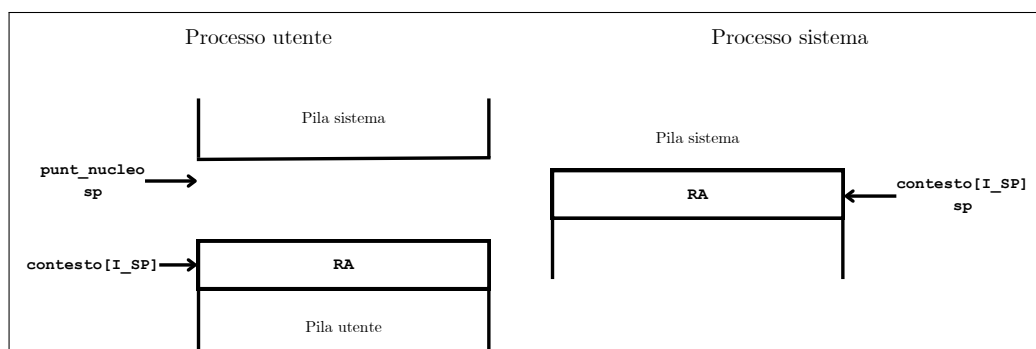 Processo utente
Pila sistema
punt_nucleo
sp
contesto[I_SP]
RA
Pila utente
Processo sistema
Pila sistema
RA
contesto[I_SP]
sp